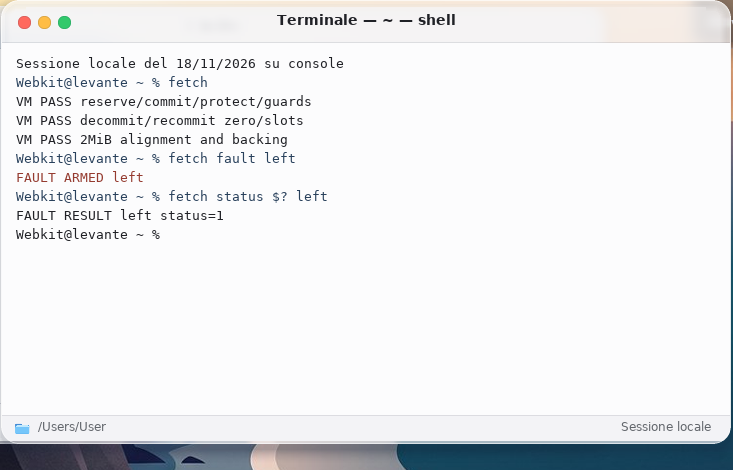 Terminale — ~ — shell
Sessione locale del 18/11/2026 su console
Webkit@levante ~ % fetch
VM PASS reserve/commit/protect/guards
VM PASS decommit/recommit zero/slots
VM PASS 2MiB alignment and backing
Webkit@levante ~ % fetch fault left
FAULT ARMED left
Webkit@levante ~ % fetch status $? left
FAULT RESULT left status=1
Webkit@levante ~ %
/Users/User
Sessione locale